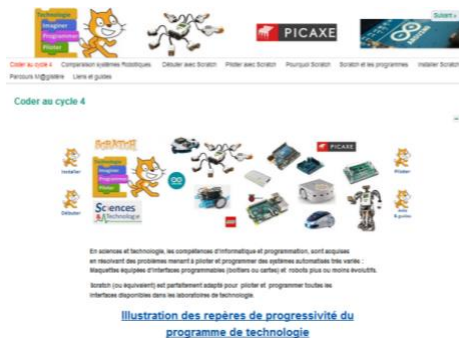 Technologie
Imaginer
Programmer
Piloter
PICAXE
ARDUINO
Suivant »
Coder au cycle 4 Comparaison systèmes Robotiques Débuter avec Scratch Piloter avec Scratch Pourquoi Scratch Scratch et les programmes Installer Scratch
Parcours M@gistère Liens et guides
Coder au cycle 4
SCRATCH
PICAXE
Technologie
Imaginer
Programmer
Piloter
Installer
Piloter
Débuter
Sciences
&Technologie
Aide
& guides
En sciences et technologie, les compétences d'informatique et programmation, sont acquises
en résolvant des problèmes menant à piloter et programmer des systèmes automatisés très variés :
Maquettes équipées d'interfaces programmables (boîtiers ou cartes) et robots plus ou moins évolutifs.
Scratch (ou équivalent) est parfaitement adapté pour piloter et programmer toutes les
interfaces disponibles dans les laboratoires de technologie.
Illustration des repères de progressivité du
programme de technologie